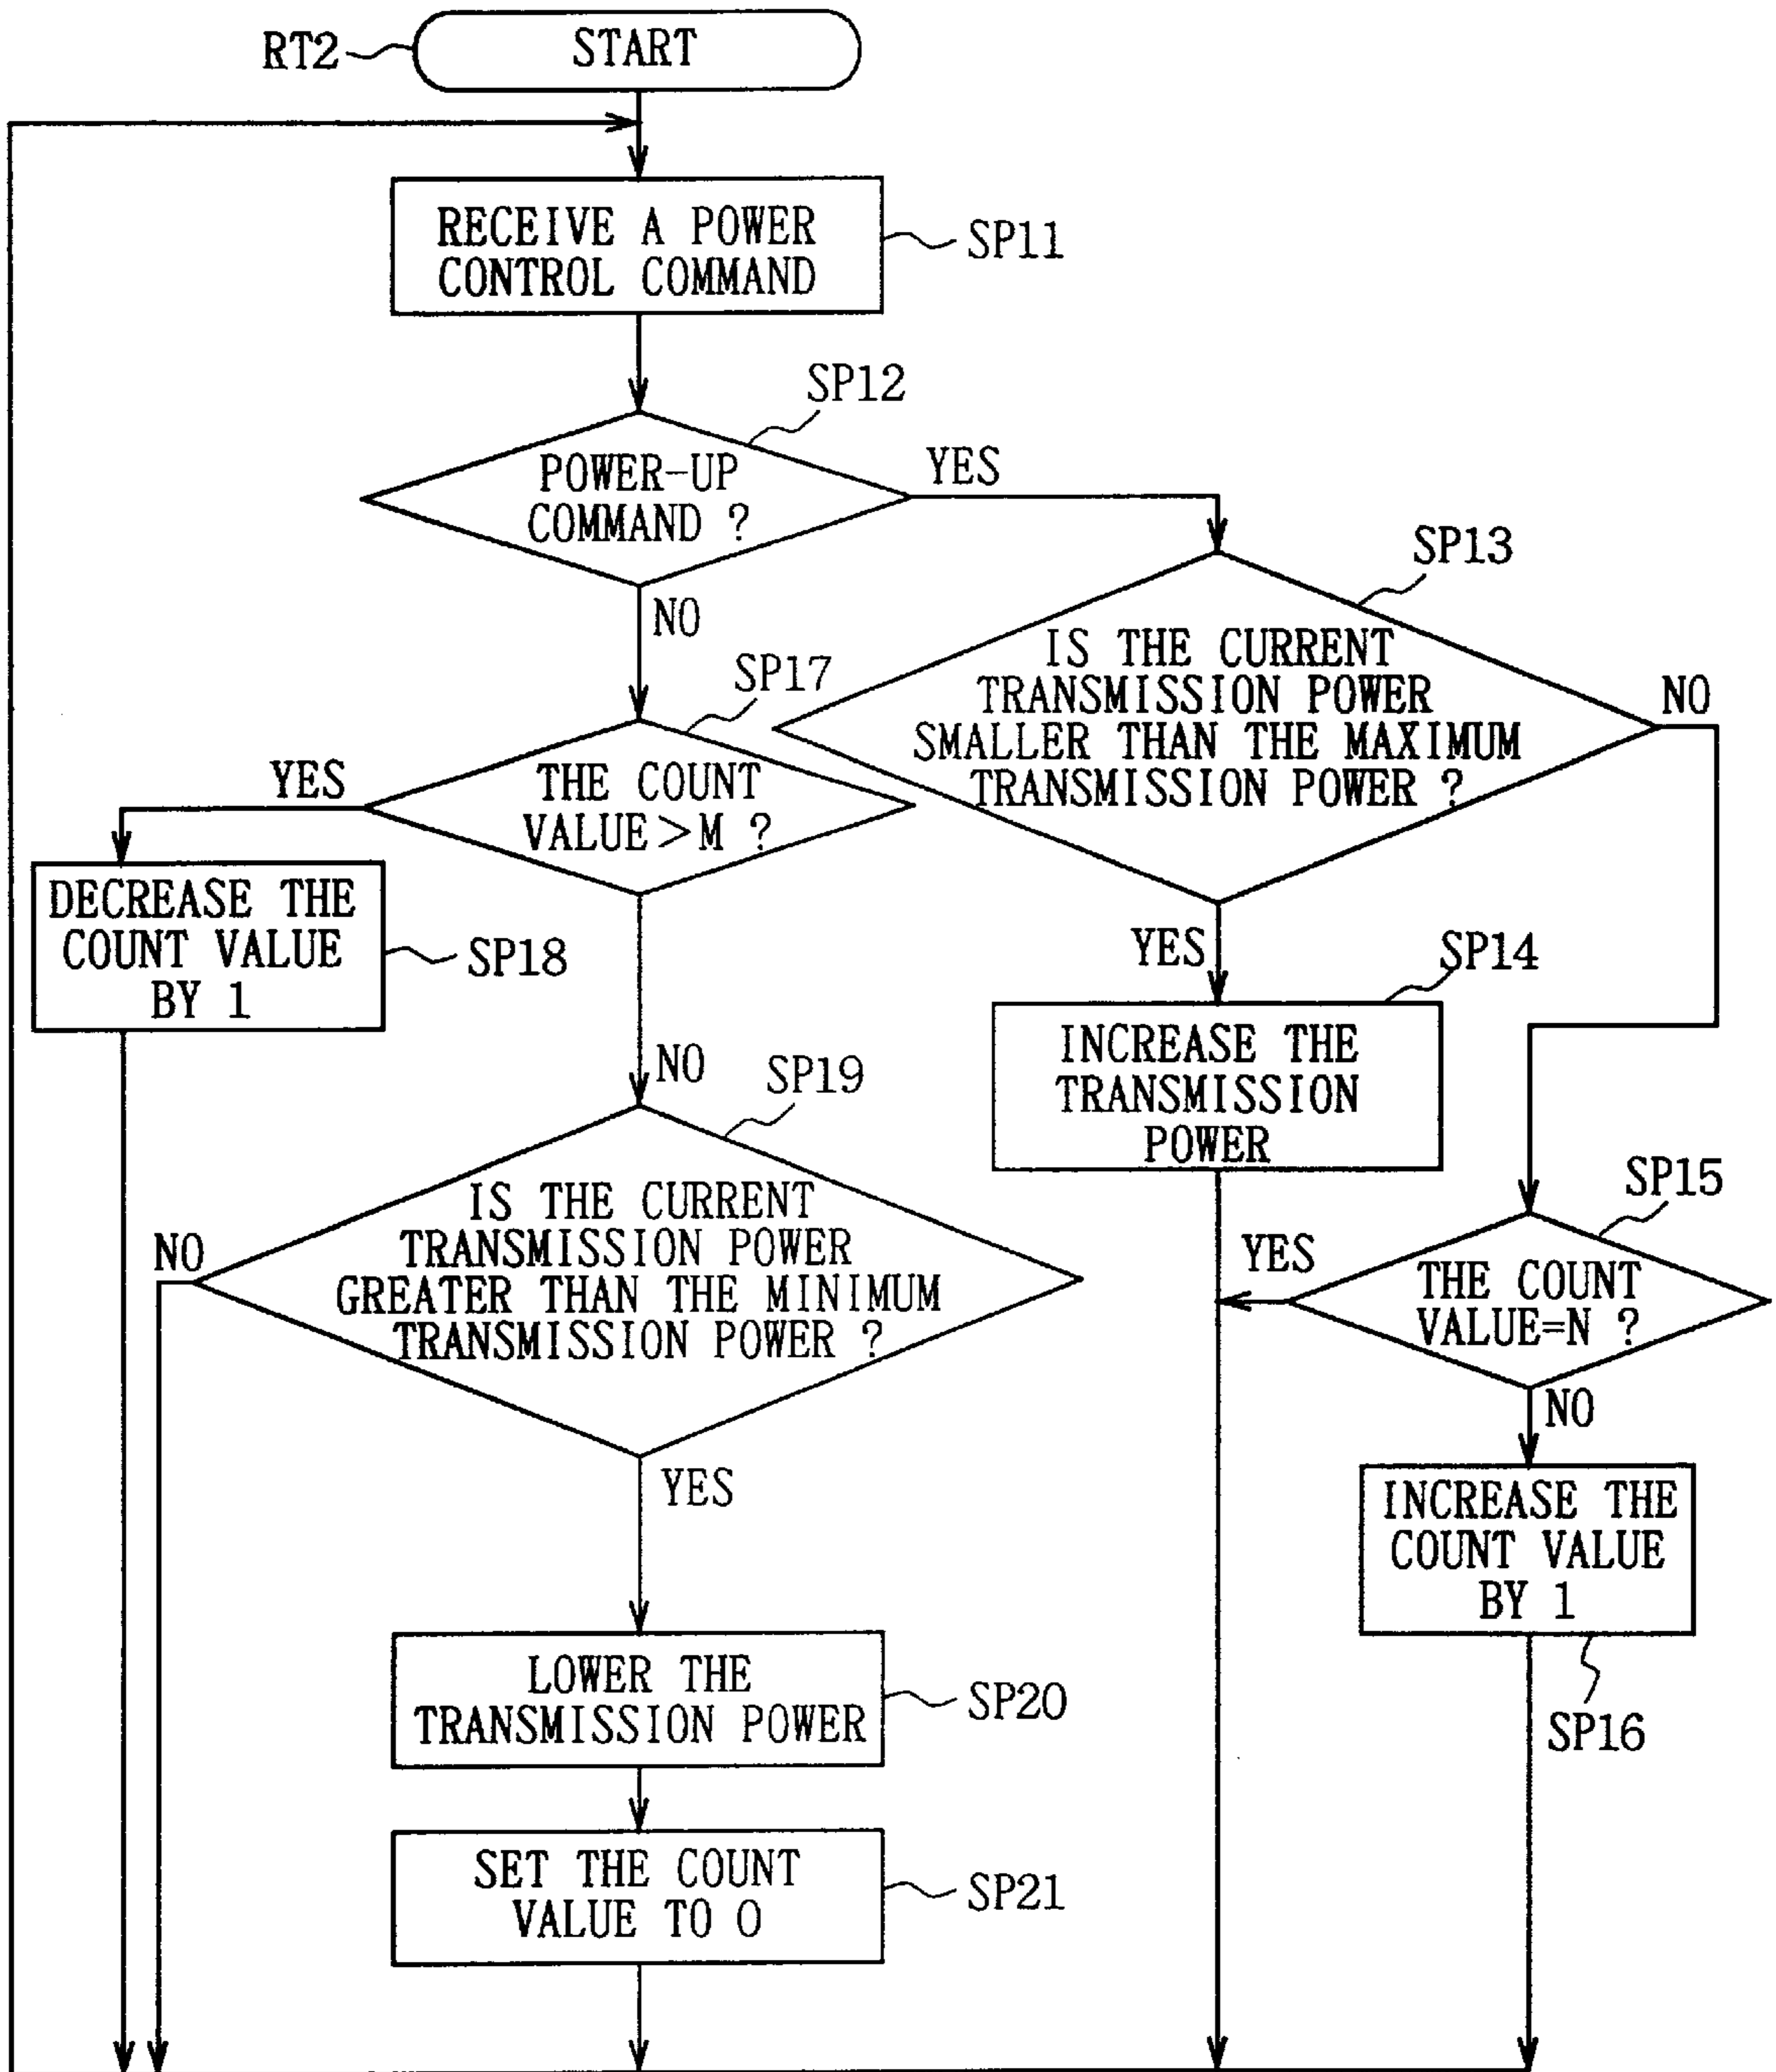 RT2
START
RECEIVE A POWER
CONTROL COMMAND
SP11
SP12
POWER-UP
COMMAND ?
YES
NO
SP13
IS THE CURRENT
TRANSMISSION POWER
SMALLER THAN THE MAXIMUM
TRANSMISSION POWER ?
NO
YES
SP17
THE COUNT
VALUE>M ?
YES
NO
DECREASE THE
COUNT VALUE
BY 1
SP18
SP14
INCREASE THE
TRANSMISSION
POWER
SP19
IS THE CURRENT
TRANSMISSION POWER
GREATER THAN THE MINIMUM
TRANSMISSION POWER ?
NO
YES
SP15
THE COUNT
VALUE=N ?
YES
NO
INCREASE THE
COUNT VALUE
BY 1
SP16
LOWER THE
TRANSMISSION POWER
SP20
SET THE COUNT
VALUE TO 0
SP21